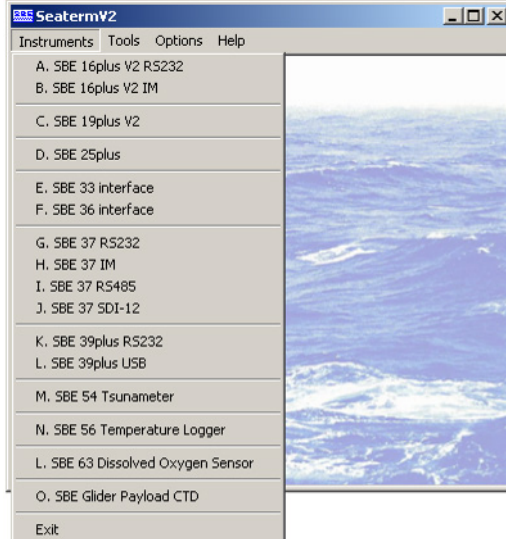 SBE SeatermV2
Instruments Tools Options Help
A. SBE 16plus V2 RS232
B. SBE 16plus V2 IM
C. SBE 19plus V2
D. SBE 25plus
E. SBE 33 interface
F. SBE 36 interface
G. SBE 37 RS232
H. SBE 37 IM
I. SBE 37 RS485
J. SBE 37 SDI-12
K. SBE 39plus RS232
L. SBE 39plus USB
M. SBE 54 Tsunameter
N. SBE 56 Temperature Logger
L. SBE 63 Dissolved Oxygen Sensor
O. SBE Glider Payload CTD
Exit